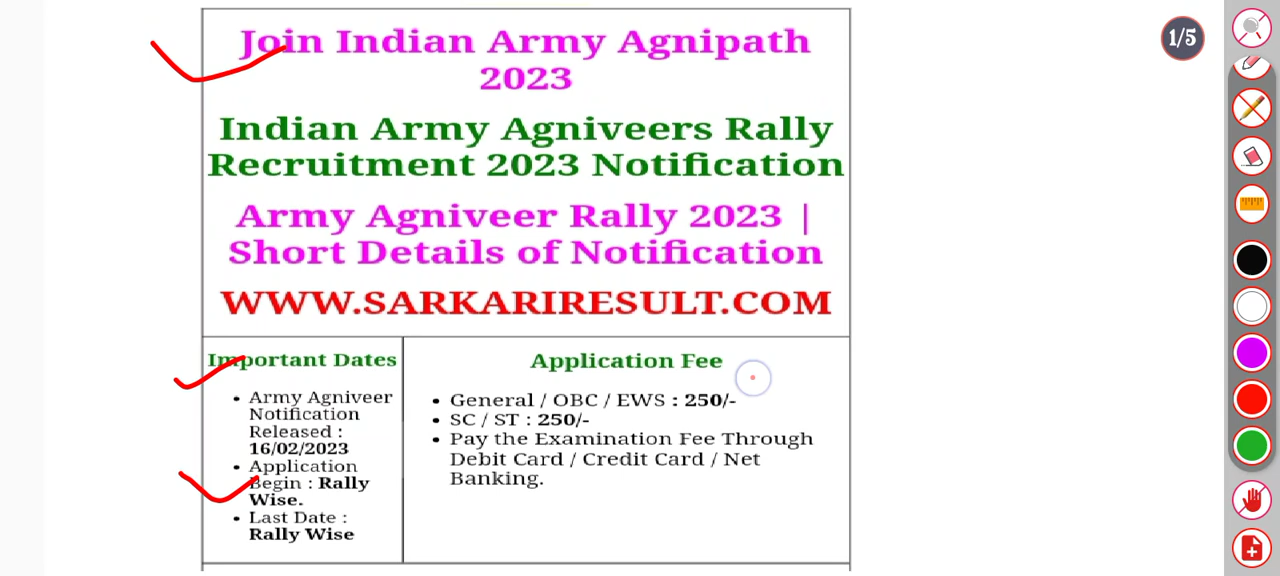 Join Indian Army Agnipath
2023
Indian Army Agniveers Rally
Recruitment 2023 Notification
Army Agniveer Rally 2023 |
Short Details of Notification
WWW.SARKARIRESULT.COM
Important Dates
• Army Agniveer
Notification
Released :
16/02/2023
• Application
Begin : Rally
Wise.
• Last Date :
Rally Wise
Application Fee
• General / OBC / EWS : 250/-
• SC / ST : 250/-
• Pay the Examination Fee Through
Debit Card / Credit Card / Net
Banking.
1/5